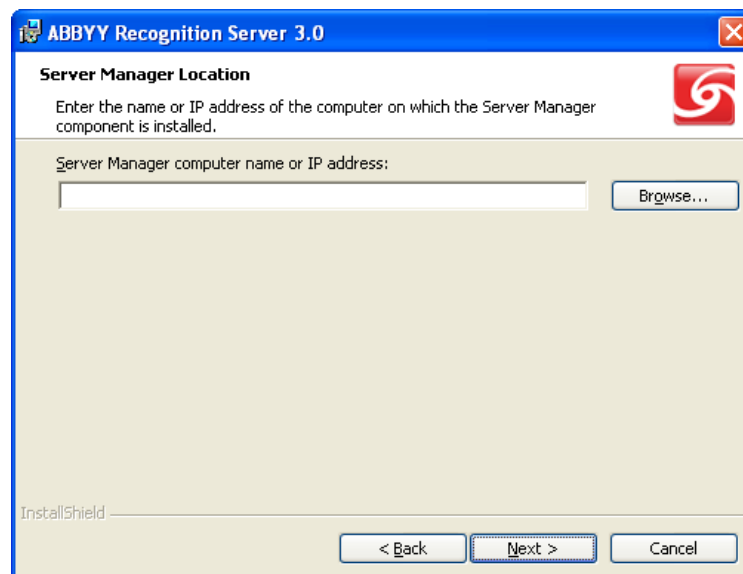 ABBYY Recognition Server 3.0
Server Manager Location
Enter the name or IP address of the computer on which the Server Manager
component is installed.
Server Manager computer name or IP address:
Browse...
InstallShield
< Back Next > Cancel